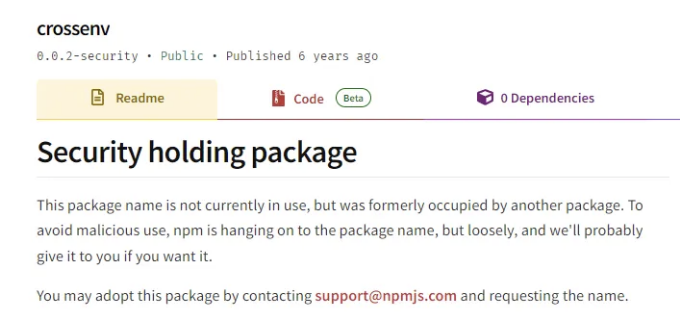 crossenv
0.0.2-security • Public • Published 6 years ago
Readme
Code
Beta
0 Dependencies
Security holding package
This package name is not currently in use, but was formerly occupied by another package. To
avoid malicious use, npm is hanging on to the package name, but loosely, and we'll probably
give it to you if you want it.
You may adopt this package by contacting support@npmjs.com and requesting the name.